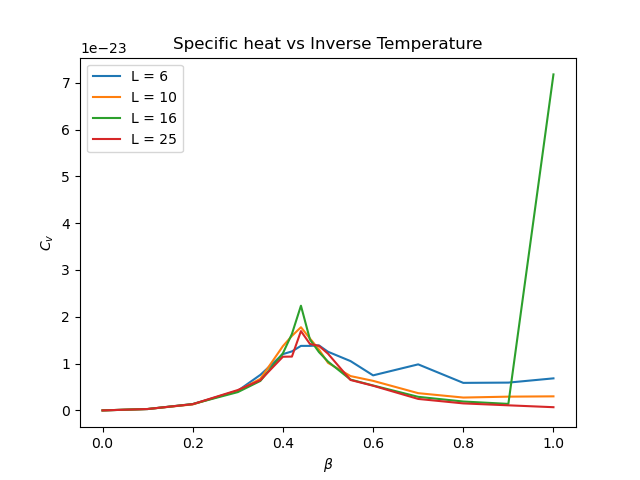 Specific heat vs Inverse Temperature
1e−23
7
6
5
4
3
2
1
0
C_v
L = 6
L = 10
L = 16
L = 25
0.0 0.2 0.4 0.6 0.8 1.0
β